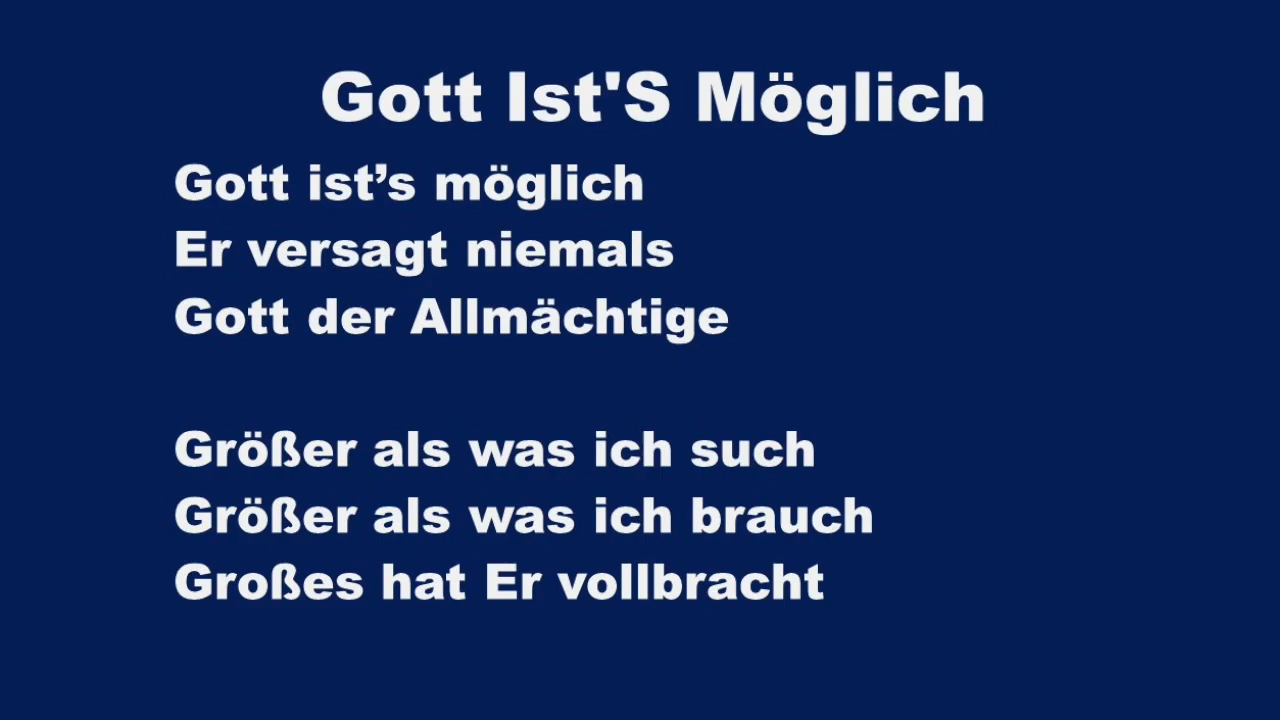 Gott Ist'S Möglich
Gott ist’s möglich
Er versagt niemals
Gott der Allmächtige
Größer als was ich such
Größer als was ich brauch
Großes hat Er vollbracht